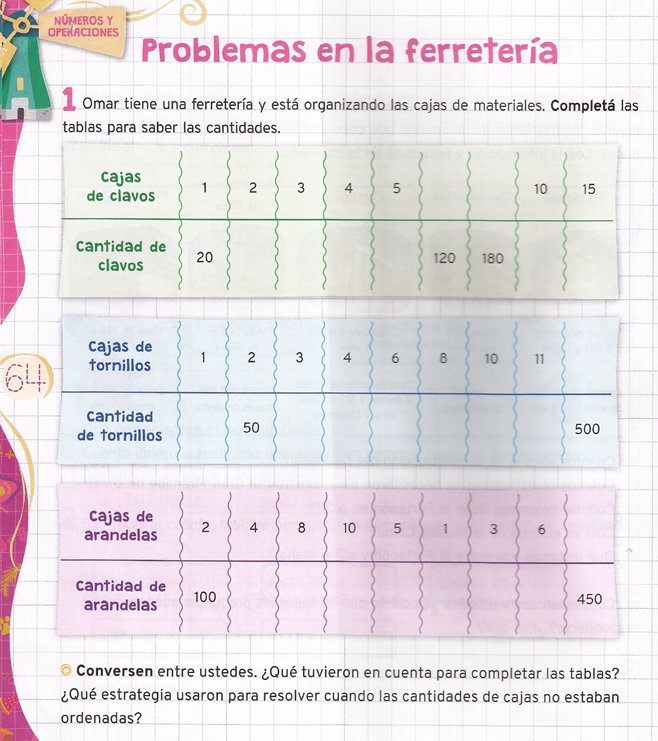 NÚMEROS Y
OPERACIONES
Problemas en la ferretería
1 Omar tiene una ferretería y está organizando las cajas de materiales. Completá las
tablas para saber las cantidades.
Cajas
de clavos
1 2 3 4 5 10 15
Cantidad de
clavos
20 120 180
Cajas de
tornillos
1 2 3 4 6 8 10 11
Cantidad
de tornillos
50 500
64
Cajas de
arandelas
2 4 8 10 5 1 3 6
Cantidad de
arandelas
100 450
Conversen entre ustedes. ¿Qué tuvieron en cuenta para completar las tablas?
¿Qué estrategia usaron para resolver cuando las cantidades de cajas no estaban
ordenadas?